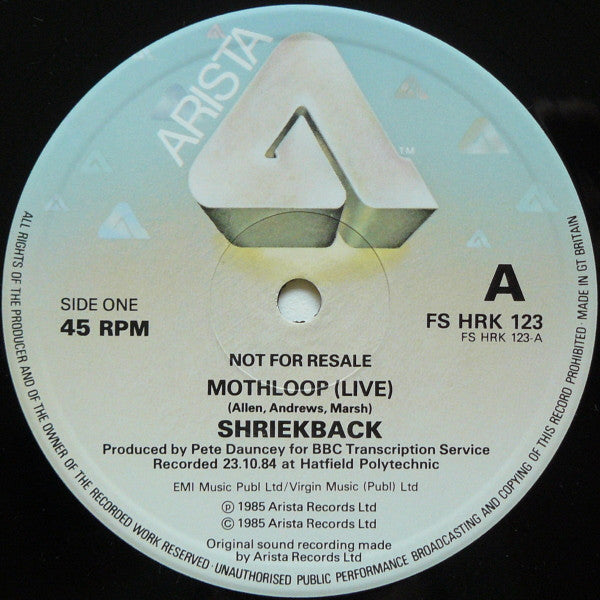 ARISTA
TM
SIDE ONE
45 RPM
A
FS HRK 123
FS HRK 123-A
NOT FOR RESALE
MOTHLOOP (LIVE)
(Allen, Andrews, Marsh)
SHRIEKBACK
Produced by Pete Dauncey for BBC Transcription Service
Recorded 23.10.84 at Hatfield Polytechnic
EMI Music Publ Ltd/Virgin Music (Publ) Ltd
℗ 1985 Arista Records Ltd
© 1985 Arista Records Ltd
Original sound recording made
by Arista Records Ltd
ALL RIGHTS OF THE PRODUCER AND OF THE OWNER OF THE RECORDED WORK RESERVED · UNAUTHORISED PUBLIC PERFORMANCE BROADCASTING AND COPYING OF THIS RECORD PROHIBITED · MADE IN GT BRITAIN